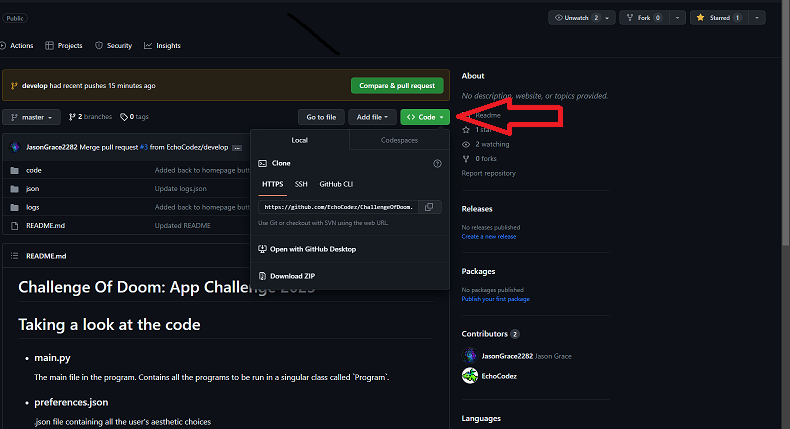 Public
Unwatch 2
Fork 0
Starred 1
Actions
Projects
Security
Insights
develop had recent pushes 15 minutes ago
Compare & pull request
master
2 branches
0 tags
Go to file
Add file
Code
JasonGrace2282 Merge pull request #3 from EchoCodez/develop
code Added back to homepage butt
json Update logs.json
logs Added back to homepage butt
README.md Updated README
Local
Codespaces
Clone
HTTPS
SSH
GitHub CLI
https://github.com/EchoCodez/ChallengeOfDoom.
Use Git or checkout with SVN using the web URL.
Open with GitHub Desktop
Download ZIP
README.md
Challenge Of Doom: App Challenge 2023
Taking a look at the code
main.py
The main file in the program. Contains all the programs to be run in a singular class called `Program`.
preferences.json
.json file containing all the user's aesthetic choices
About
No description, website, or topics provided.
Readme
1 star
2 watching
0 forks
Report repository
Releases
No releases published
Create a new release
Packages
No packages published
Publish your first package
Contributors 2
JasonGrace2282 Jason Grace
EchoCodez
Languages